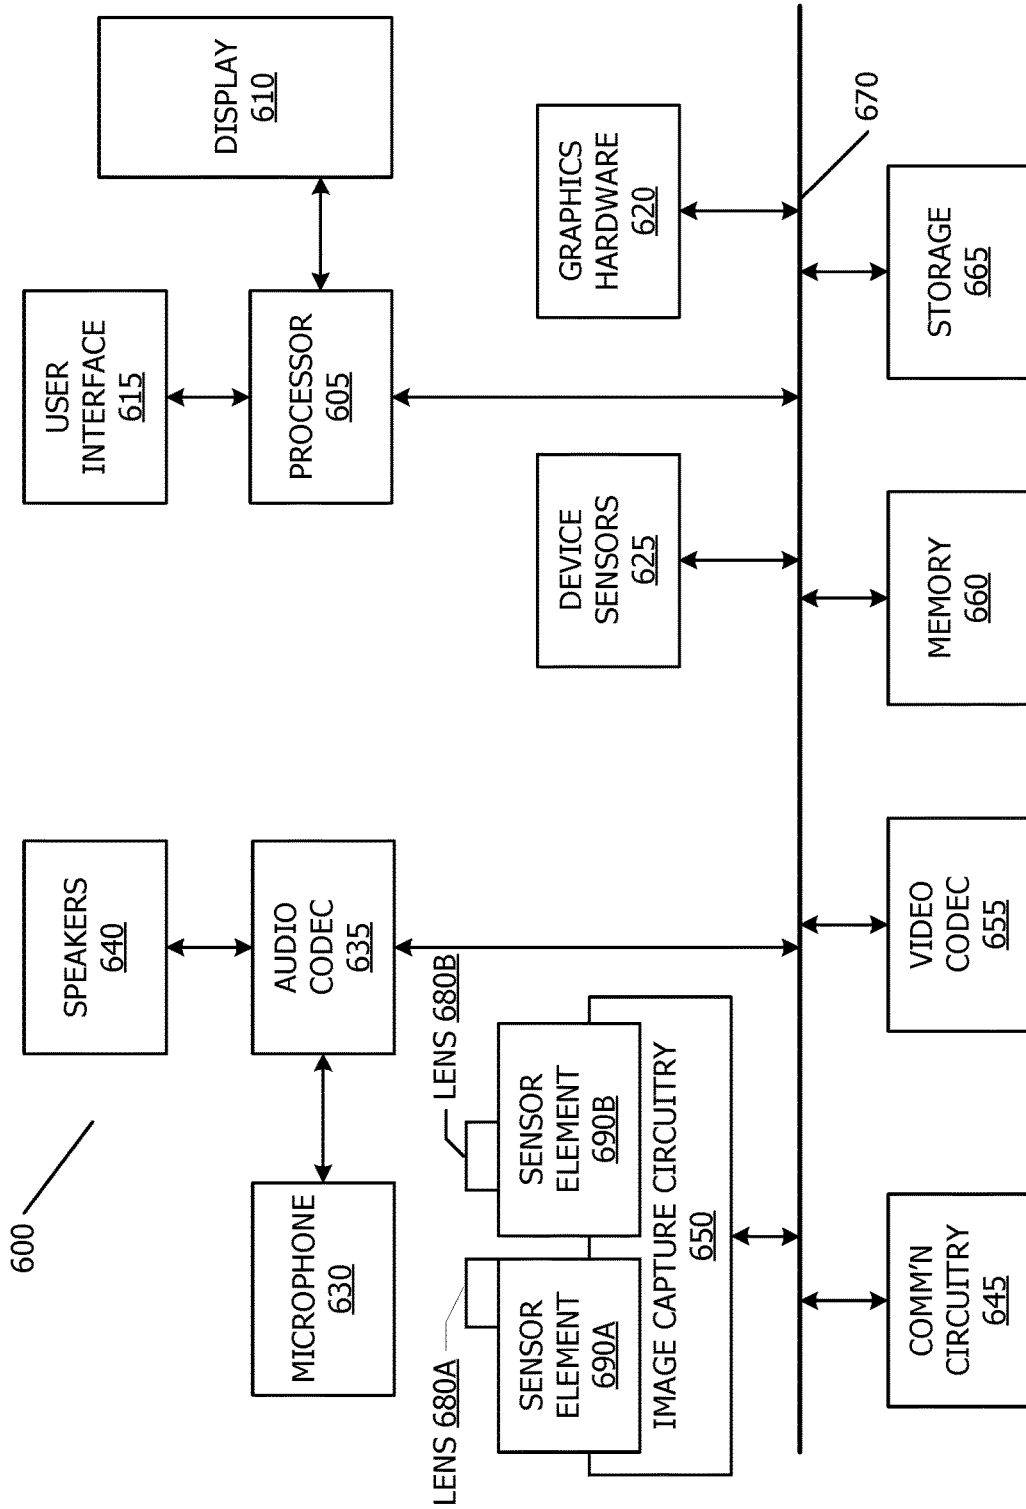 600
SPEAKERS
640
USER
INTERFACE
615
MICROPHONE
630
AUDIO
CODEC
635
PROCESSOR
605
DISPLAY
610
LENS 680A
LENS 680B
SENSOR
ELEMENT
690A
SENSOR
ELEMENT
690B
IMAGE CAPTURE CIRCUITRY
650
DEVICE
SENSORS
625
GRAPHICS
HARDWARE
620
670
COMM'N
CIRCUITRY
645
VIDEO
CODEC
655
MEMORY
660
STORAGE
665